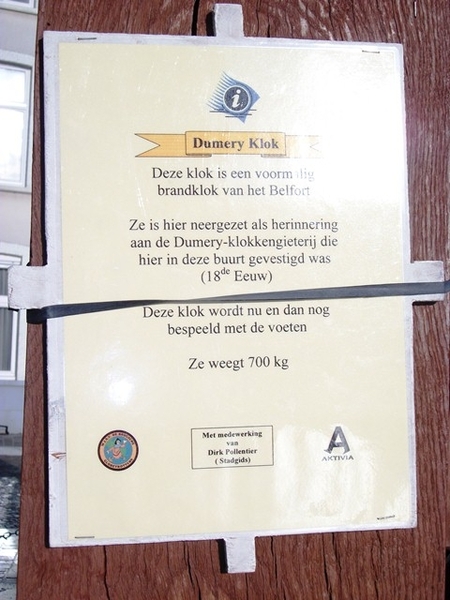 i
Dumery Klok
Deze klok is een voormalig
brandklok van het Belfort
Ze is hier neergezet als herinnering
aan de Dumery-klokkengieterij die
hier in deze buurt gevestigd was
(18de Eeuw)
Deze klok wordt nu en dan nog
bespeeld met de voeten
Ze weegt 700 kg
Met medewerking
van
Dirk Pollentier
( Stadgids)
AKTIVIA